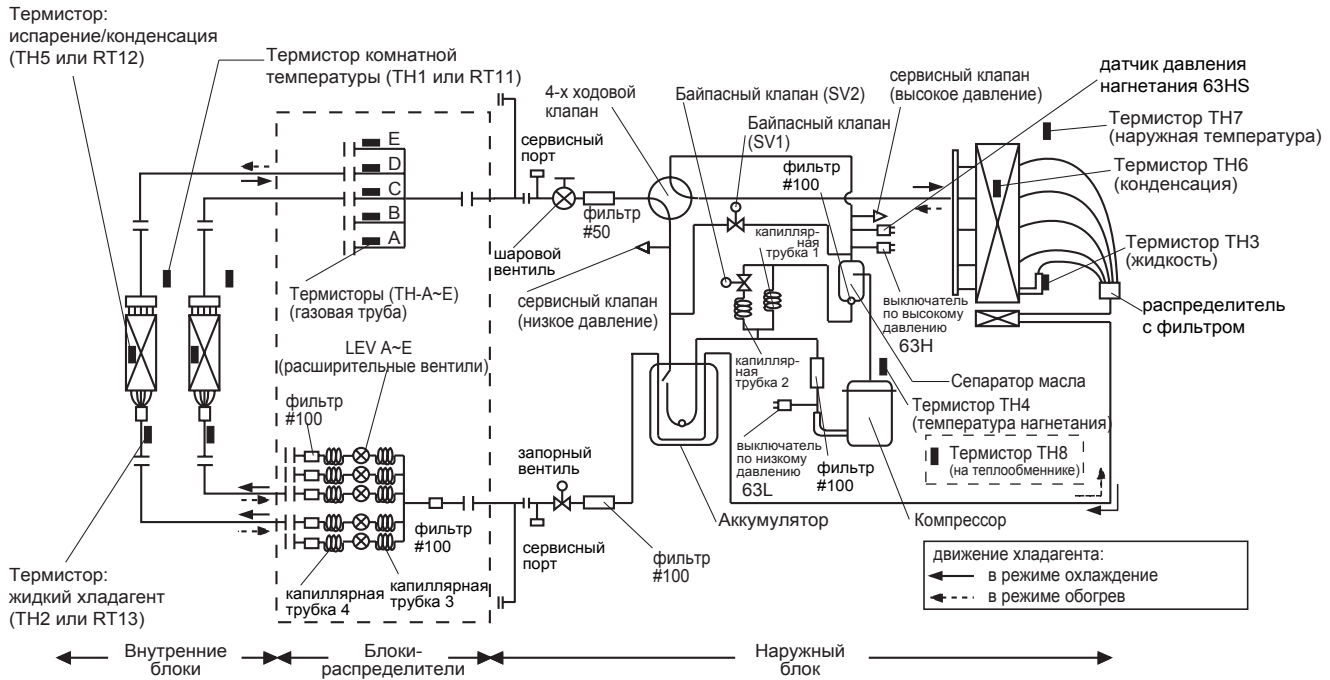 Термистор:
испарение/конденсация
(TH5 или RT12)
Термистор комнатной
температуры (TH1 или RT11)
4-х ходовой
клапан
Байпасный клапан (SV2)
Байпасный клапан
(SV1)
сервисный клапан
(высокое давление)
датчик давления
нагнетания 63HS
Термистор TH7
(наружная температура)
Термистор TH6
(конденсация)
Термистор TH3
(жидкость)
распределитель
с фильтром
E
D
C
B
A
сервисный
порт
фильтр
#100
фильтр
#50
шаровой
вентиль
капилляр-
ная
трубка 1
Термисторы (TH-A~E)
(газовая труба)
сервисный клапан
(низкое давление)
выключатель
по высокому
давлению
63H
LEV A~E
(расширительные вентили)
капилляр-
ная
трубка 2
Сепаратор масла
фильтр
#100
Термистор TH4
(температура нагнетания)
запорный
вентиль
выключатель
по низкому
давлению
63L
фильтр
#100
Термистор TH8
(на теплообменнике)
фильтр
#100
Аккумулятор
Компрессор
сервисный
порт
фильтр
#100
движение хладагента:
в режиме охлаждение
в режиме обогрев
Термистор:
жидкий хладагент
(TH2 или RT13)
капиллярная
трубка 4
капиллярная
трубка 3
Внутренние
блоки
Блоки-
распределители
Наружный
блок